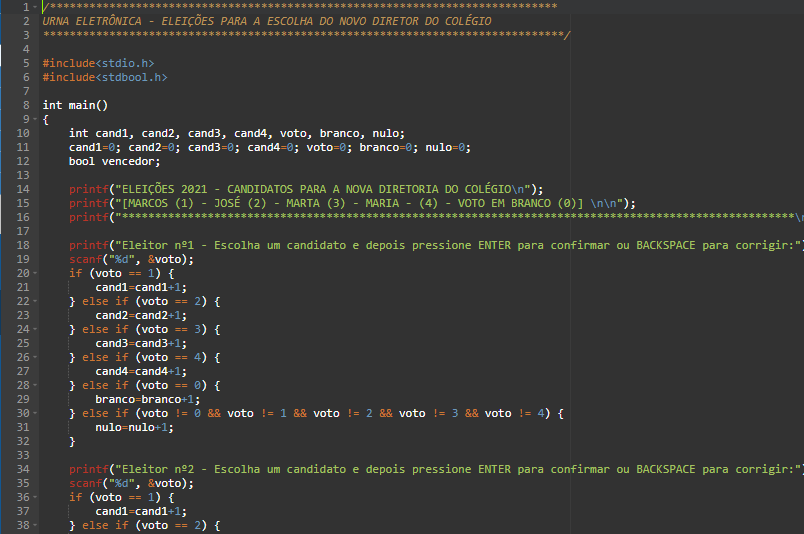 1 /*****************************************************************************
2 URNA ELETRÔNICA - ELEIÇÕES PARA A ESCOLHA DO NOVO DIRETOR DO COLÉGIO
3 *******************************************************************************/
4
5 #include<stdio.h>
6 #include<stdbool.h>
7
8 int main()
9 {
10     int cand1, cand2, cand3, cand4, voto, branco, nulo;
11     cand1=0; cand2=0; cand3=0; cand4=0; voto=0; branco=0; nulo=0;
12     bool vencedor;
13
14     printf("ELEIÇÕES 2021 - CANDIDATOS PARA A NOVA DIRETORIA DO COLÉGIO\n");
15     printf("[MARCOS (1) - JOSÉ (2) - MARTA (3) - MARIA - (4) - VOTO EM BRANCO (0)] \n\n");
16     printf("******************************************************************************************************\n
17
18     printf("Eleitor nº1 - Escolha um candidato e depois pressione ENTER para confirmar ou BACKSPACE para corrigir:")
19     scanf("%d", &voto);
20     if (voto == 1) {
21         cand1=cand1+1;
22     } else if (voto == 2) {
23         cand2=cand2+1;
24     } else if (voto == 3) {
25         cand3=cand3+1;
26     } else if (voto == 4) {
27         cand4=cand4+1;
28     } else if (voto == 0) {
29         branco=branco+1;
30     } else if (voto != 0 && voto != 1 && voto != 2 && voto != 3 && voto != 4) {
31         nulo=nulo+1;
32     }
33
34     printf("Eleitor nº2 - Escolha um candidato e depois pressione ENTER para confirmar ou BACKSPACE para corrigir:")
35     scanf("%d", &voto);
36     if (voto == 1) {
37         cand1=cand1+1;
38     } else if (voto == 2) {